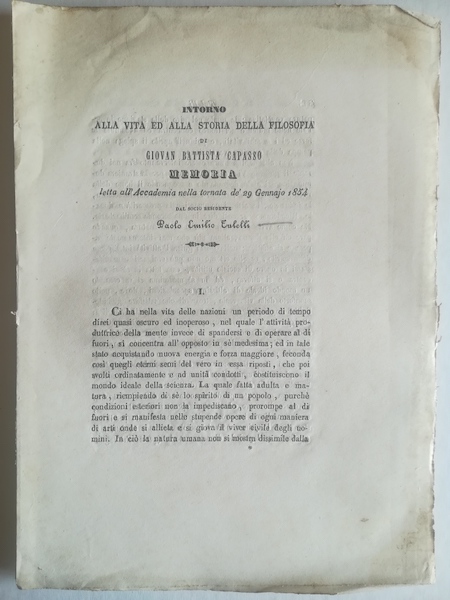 INTORNO
ALLA VITA ED ALLA STORIA DELLA FILOSOFIA
DI
GIOVAN BATTISTA CAPASSO
MEMORIA
letta all'Accademia nella tornata de' 29 Gennajo 1854
DAL SOCIO RESIDENTE
Paolo Emilio Tulelli
I.
Ci ha nella vita delle nazioni un periodo di tempo
direi quasi oscuro ed inoperoso, nel quale l'attività pro-
duttrice della mente invece di spandersi e di operare al di
fuori, si concentra all'opposto in sè medesima; ed in tale
stato acquistando nuova energia e forza maggiore, feconda
così quegli eterni semi del vero in essa riposti, che poi
svolti ordinatamente e ad unità condotti, costituiscono
il mondo ideale della scienza. La quale fatta adulta e ma-
tura, riempiendo di sè lo spirito di un popolo, purchè
condizioni esteriori non la impediscano, prorompe al di
fuori e si manifesta nelle stupende opere di ogni maniera
di arti onde si allieta e si giova il viver civile degli uo-
mini. In ciò la natura umana non si mostra dissimile dalla